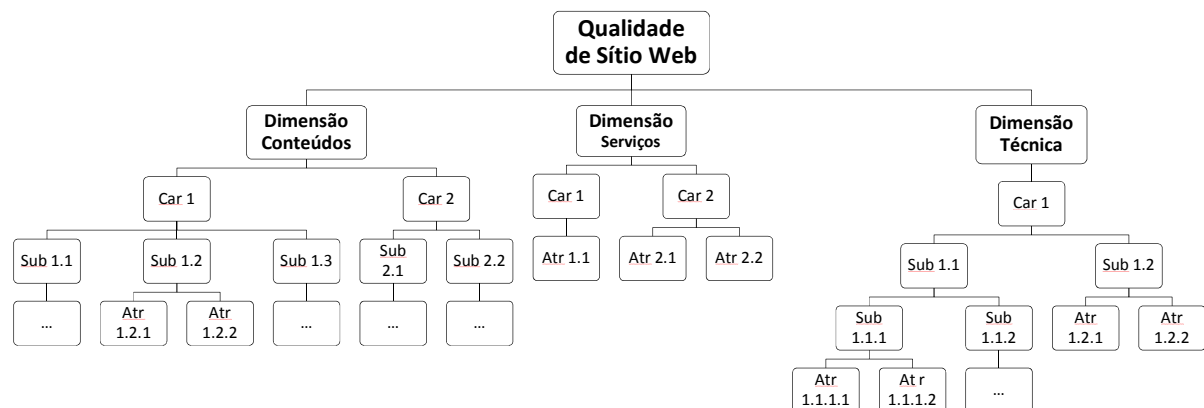 Qualidade
de Sítio Web
Dimensão
Conteúdos
Dimensão
Serviços
Dimensão
Técnica
Car 1
Car 2
Car 1
Car 2
Car 1
Sub 1.1
Sub 1.2
Sub 1.3
Sub
2.1
Sub 2.2
Atr 1.1
Atr 2.1
Atr 2.2
Sub 1.1
Sub 1.2
...
Atr
1.2.1
Atr
1.2.2
...
...
...
Sub
1.1.1
Sub
1.1.2
Atr
1.2.1
Atr
1.2.2
Atr
1.1.1.1
At r
1.1.1.2
...